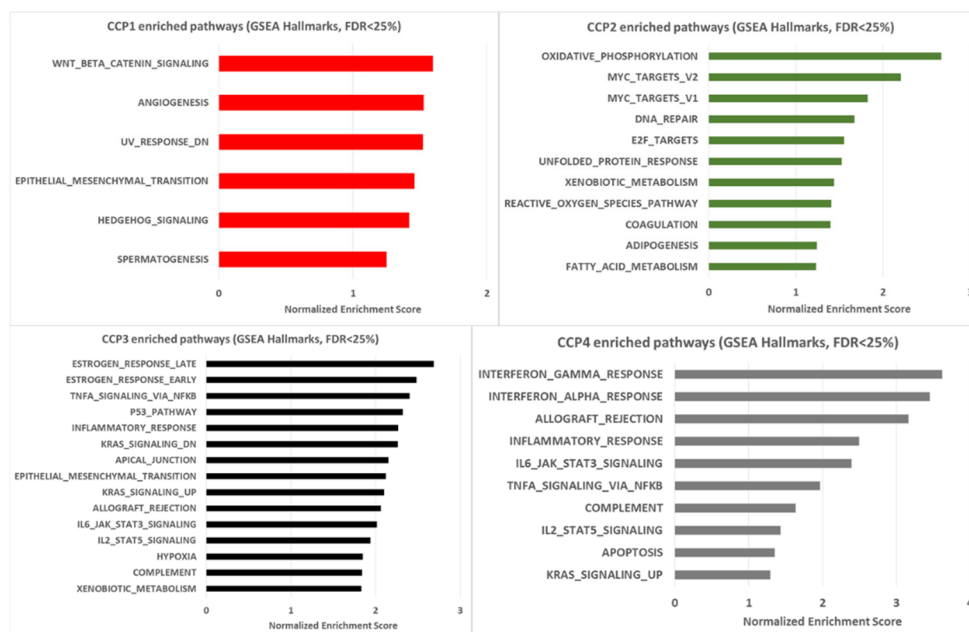 CCP1 enriched pathways (GSEA Hallmarks, FDR<25%)
WNT_BETA_CATENIN_SIGNALING
ANGIOGENESIS
UV_RESPONSE_DN
EPITHELIAL_MESENCHYMAL_TRANSITION
HEDGEHOG_SIGNALING
SPERMATOGENESIS
0 1 2
Normalized Enrichment Score
CCP2 enriched pathways (GSEA Hallmarks, FDR<25%)
OXIDATIVE_PHOSPHORYLATION
MYC_TARGETS_V2
MYC_TARGETS_V1
DNA_REPAIR
E2F_TARGETS
UNFOLDED_PROTEIN_RESPONSE
XENOBIOTIC_METABOLISM
REACTIVE_OXYGEN_SPECIES_PATHWAY
COAGULATION
ADIPOGENESIS
FATTY_ACID_METABOLISM
0 1 2 3
Normalized Enrichment Score
CCP3 enriched pathways (GSEA Hallmarks, FDR<25%)
ESTROGEN_RESPONSE_LATE
ESTROGEN_RESPONSE_EARLY
TNFA_SIGNALING_VIA_NFKB
P53_PATHWAY
INFLAMMATORY_RESPONSE
KRAS_SIGNALING_DN
APICAL_JUNCTION
EPITHELIAL_MESENCHYMAL_TRANSITION
KRAS_SIGNALING_UP
ALLOGRAFT_REJECTION
IL6_JAK_STAT3_SIGNALING
IL2_STAT5_SIGNALING
HYPOXIA
COMPLEMENT
XENOBIOTIC_METABOLISM
0 1 2 3
Normalized Enrichment Score
CCP4 enriched pathways (GSEA Hallmarks, FDR<25%)
INTERFERON_GAMMA_RESPONSE
INTERFERON_ALPHA_RESPONSE
ALLOGRAFT_REJECTION
INFLAMMATORY_RESPONSE
IL6_JAK_STAT3_SIGNALING
TNFA_SIGNALING_VIA_NFKB
COMPLEMENT
IL2_STAT5_SIGNALING
APOPTOSIS
KRAS_SIGNALING_UP
0 1 2 3 4
Normalized Enrichment Score